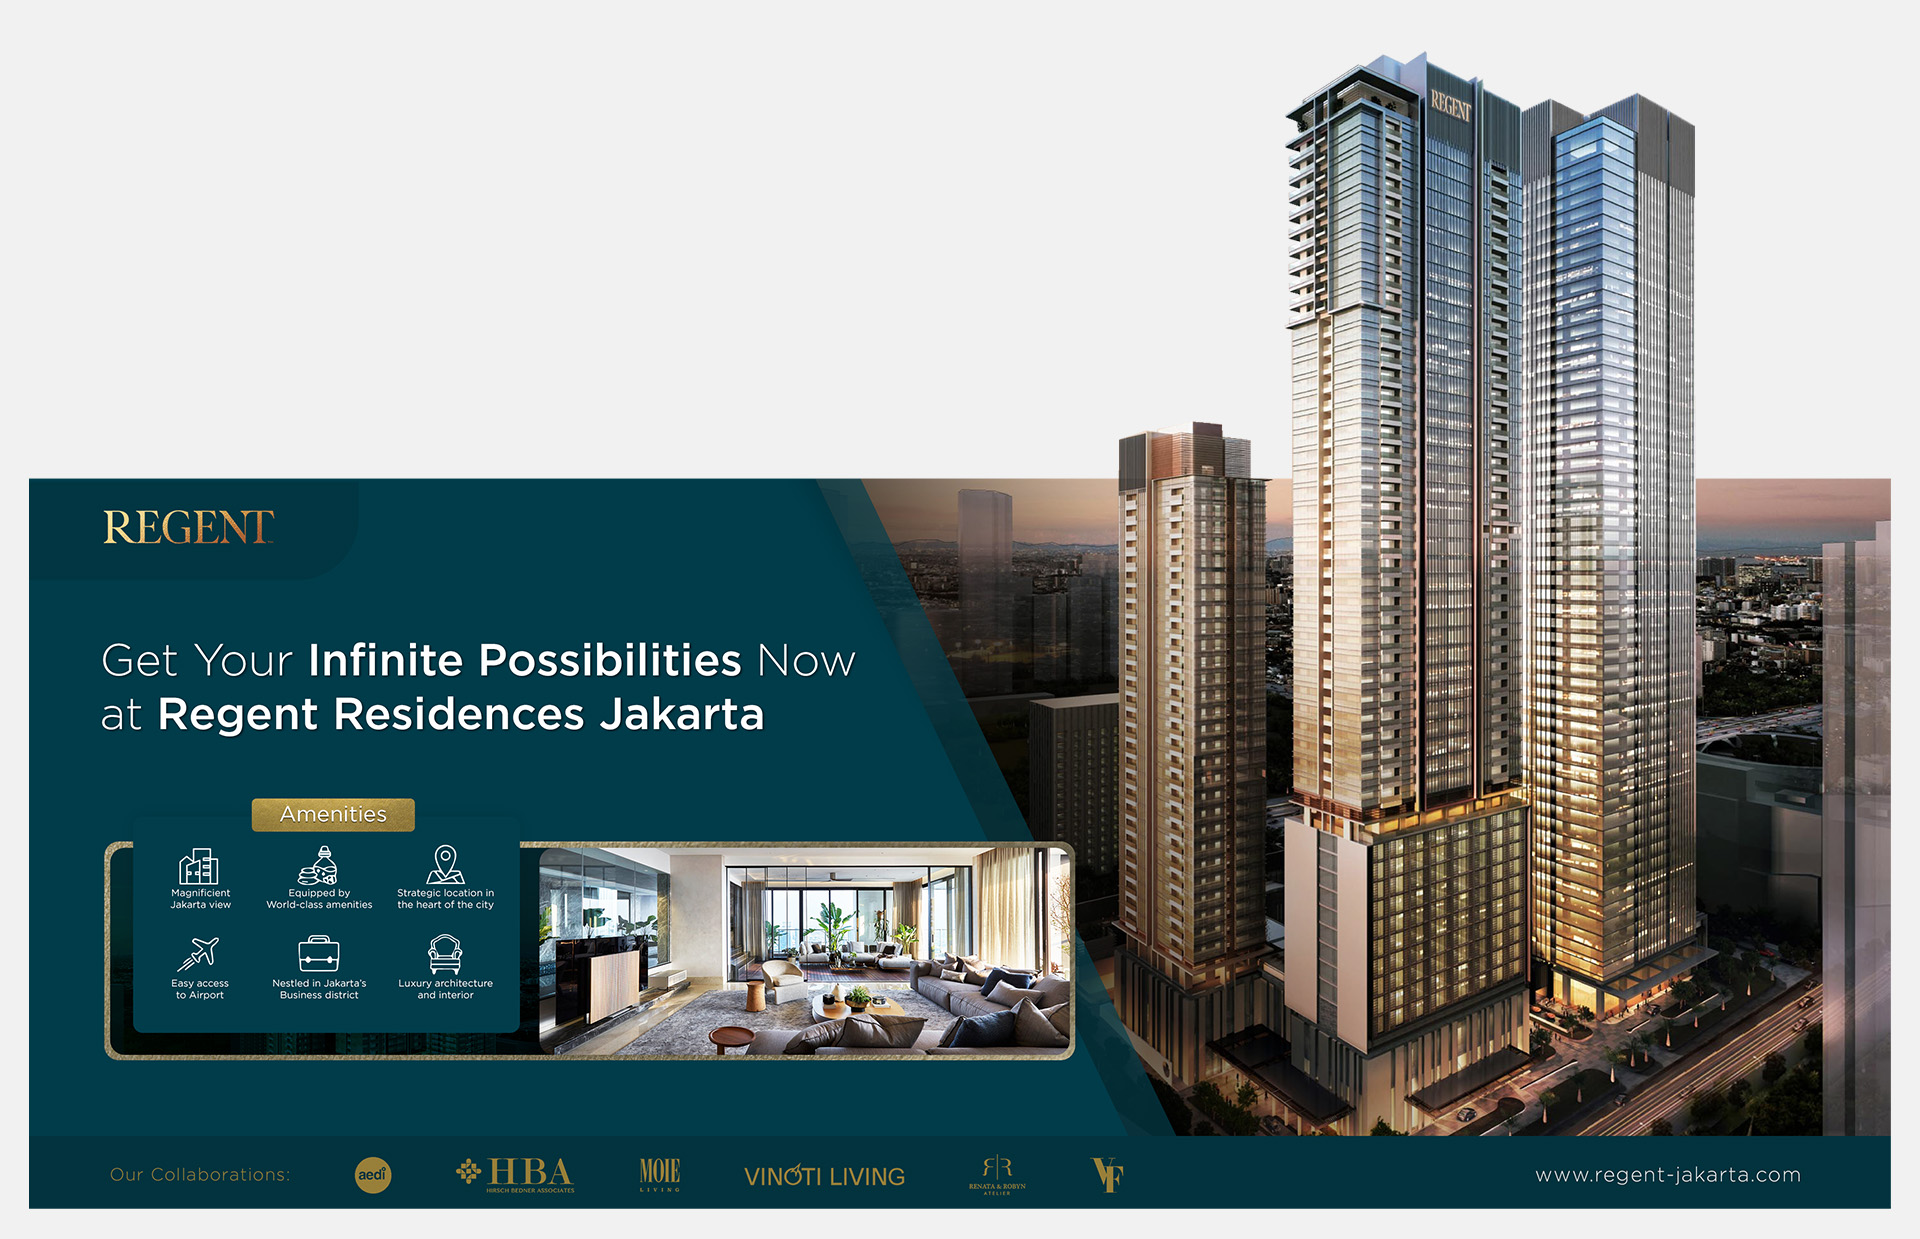 REGENT
REGENT
Get Your Infinite Possibilities Now
at Regent Residences Jakarta
Amenities
Magnificent
Jakarta view
Equipped by
World-class amenities
Strategic location in
the heart of the city
Easy access
to Airport
Nestled in Jakarta's
Business district
Luxury architecture
and interior
Our Collaborations:
aedi
HBA
HIRSCH BEDNER ASSOCIATES
MOIE
LIVING
VINOTI LIVING
R|R
RENATA & ROBYN
ATELIER
VF
www.regent-jakarta.com